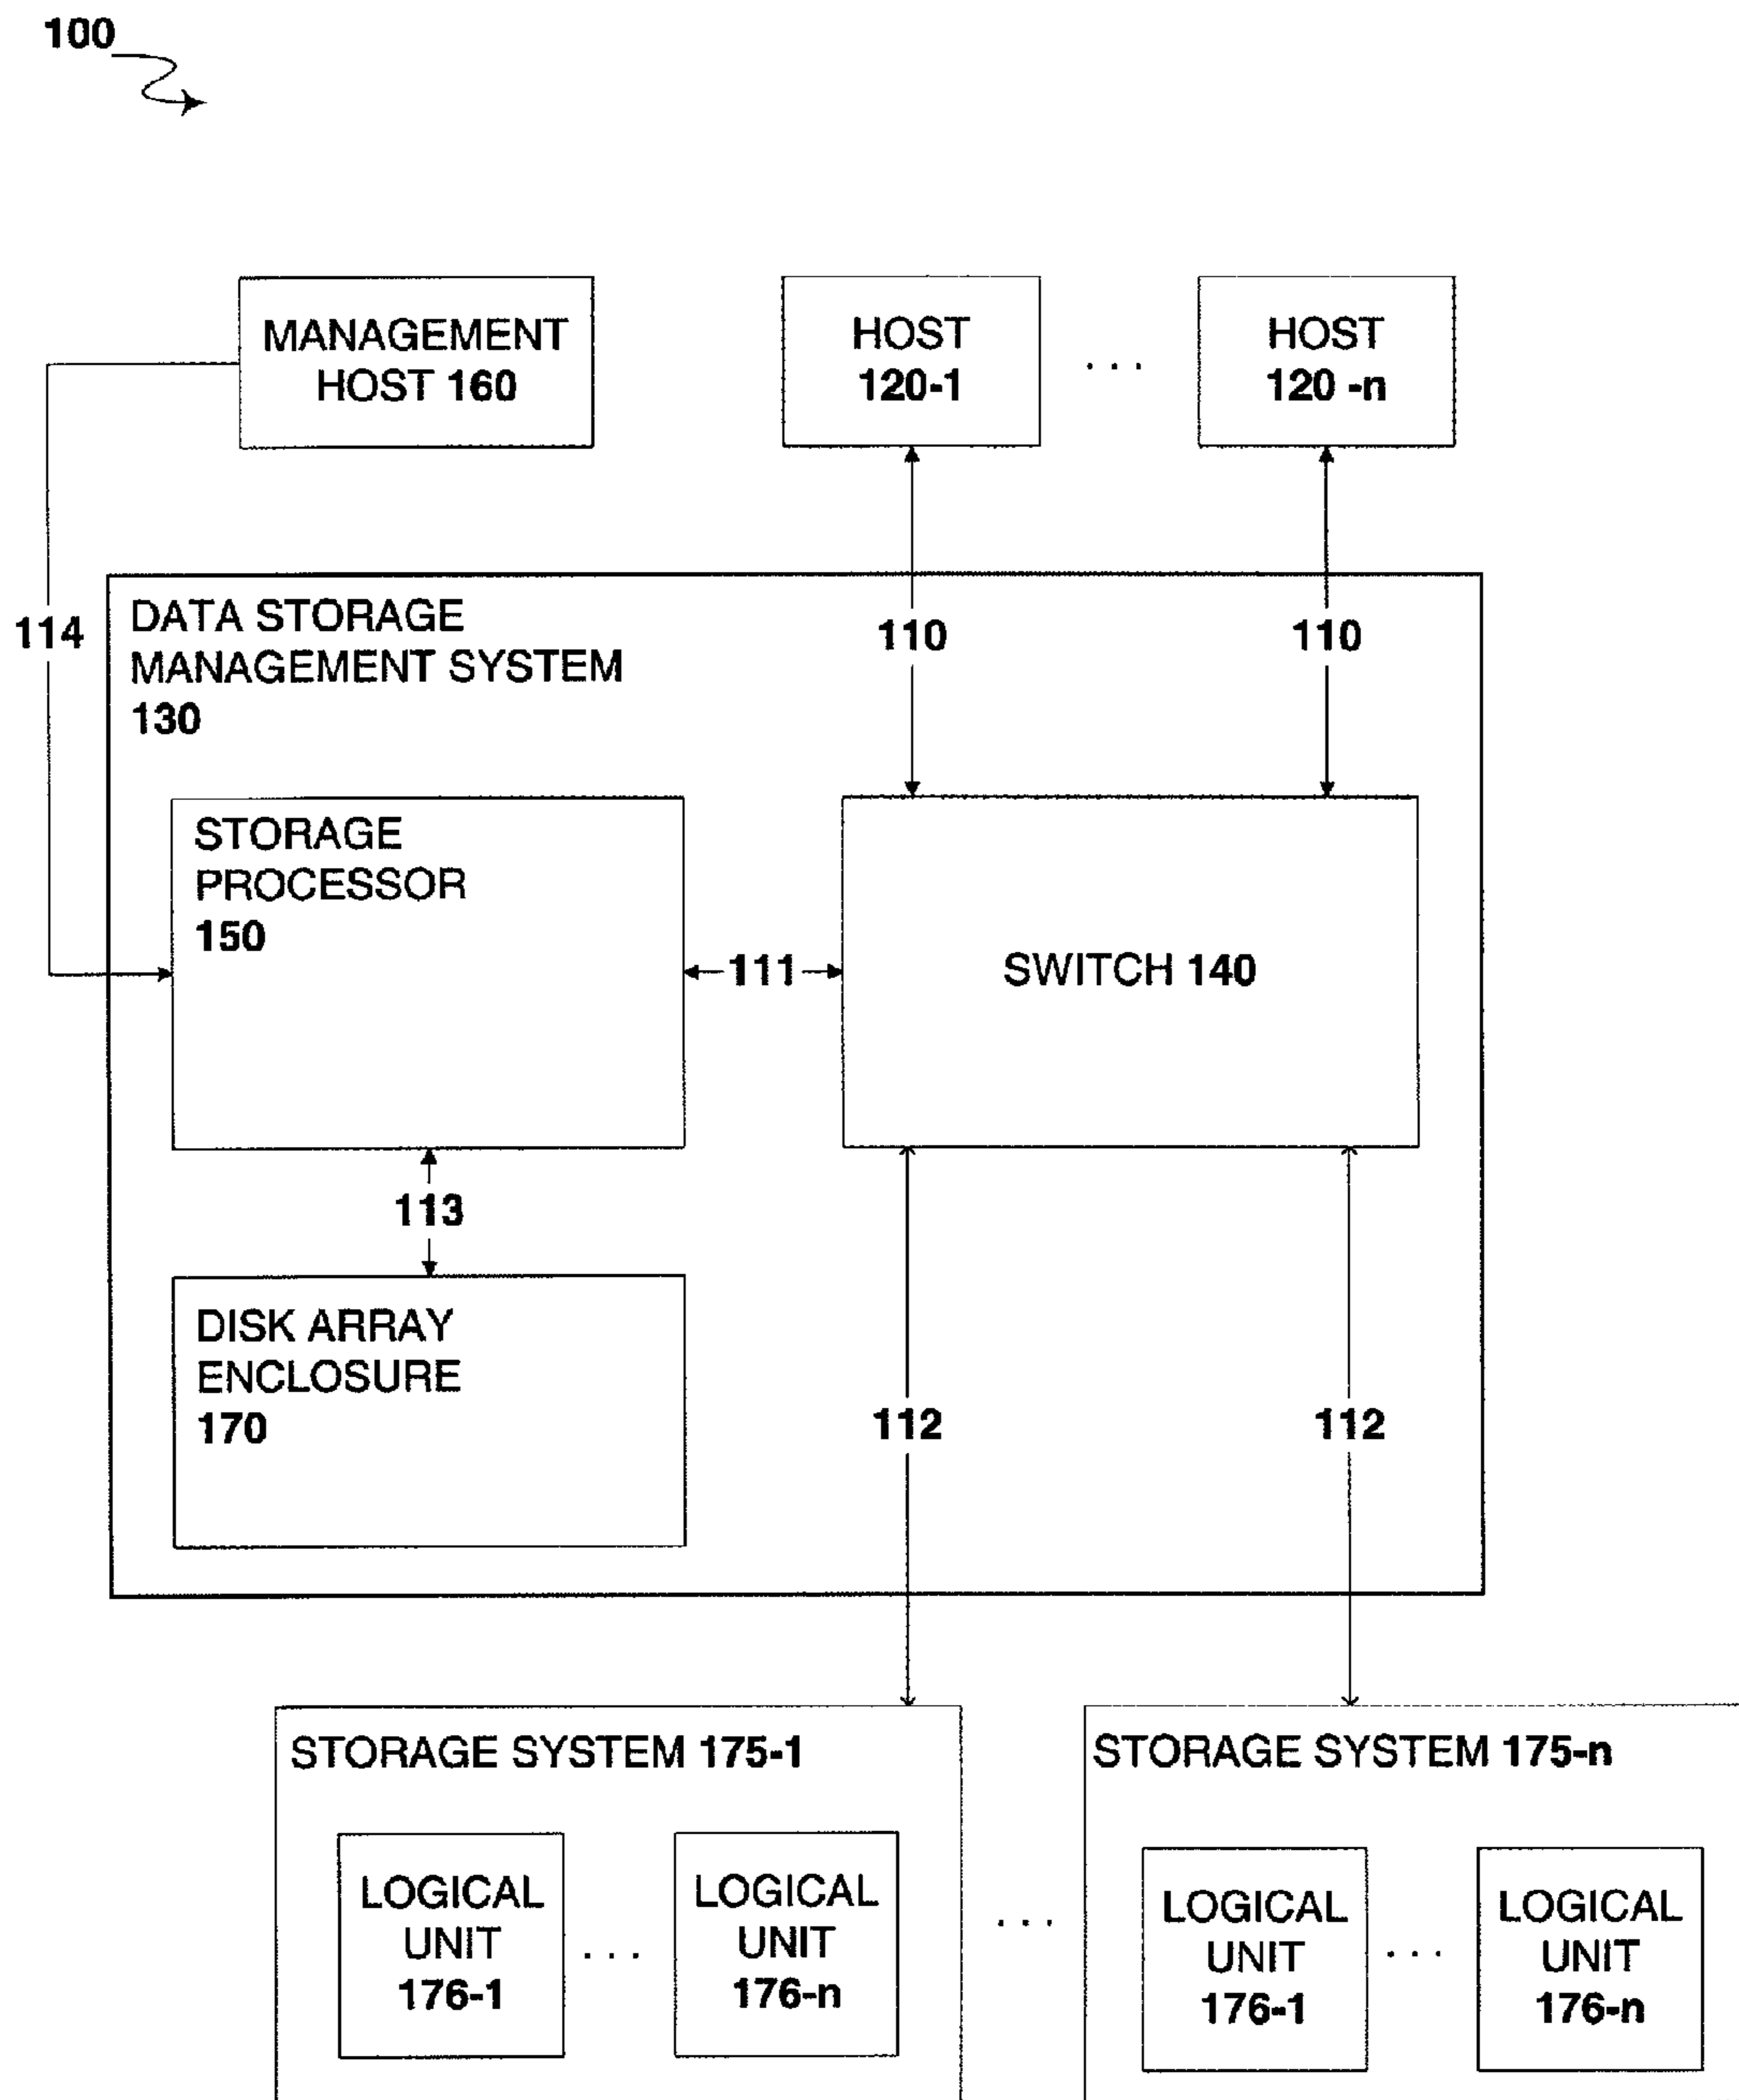 100
MANAGEMENT
HOST 160
HOST
120-1
. . .
HOST
120 -n
114
DATA STORAGE
MANAGEMENT SYSTEM
130
110
110
STORAGE
PROCESSOR
150
111
SWITCH 140
113
DISK ARRAY
ENCLOSURE
170
112
112
STORAGE SYSTEM 175-1
LOGICAL
UNIT
176-1
. . .
LOGICAL
UNIT
176-n
. . .
STORAGE SYSTEM 175-n
LOGICAL
UNIT
176-1
. . .
LOGICAL
UNIT
176-n